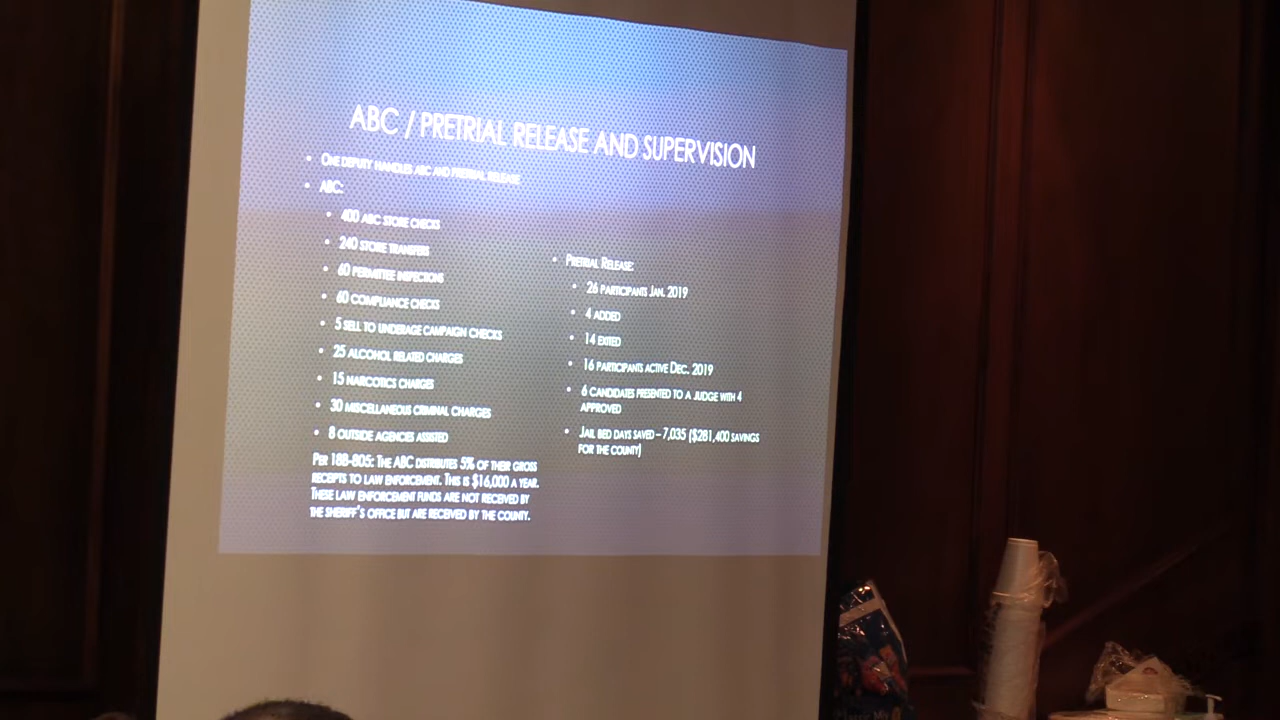 ABC / PRETRIAL RELEASE AND SUPERVISION
• ONE DEPUTY HANDLES ABC AND PRETRIAL RELEASE
• ABC:
• 400 ABC STORE CHECKS
• 240 STORE TRANSFERS
• 60 PERMITTEE INSPECTIONS
• 60 COMPLIANCE CHECKS
• 5 SELL TO UNDERAGE CAMPAIGN CHECKS
• 25 ALCOHOL RELATED CHARGES
• 15 NARCOTICS CHARGES
• 30 MISCELLANEOUS CRIMINAL CHARGES
• 8 OUTSIDE AGENCIES ASSISTED
PER 18B-805: THE ABC DISTRIBUTES 5% OF THEIR GROSS
RECEIPTS TO LAW ENFORCEMENT. THIS IS $16,000 A YEAR.
THESE LAW ENFORCEMENT FUNDS ARE NOT RECEIVED BY
THE SHERIFF'S OFFICE BUT ARE RECEIVED BY THE COUNTY.
• PRETRIAL RELEASE:
• 26 PARTICIPANTS JAN. 2019
• 4 ADDED
• 14 EXITED
• 16 PARTICIPANTS ACTIVE DEC. 2019
• 6 CANDIDATES PRESENTED TO A JUDGE WITH 4
APPROVED
• JAIL BED DAYS SAVED – 7,035 ($281,400 SAVINGS
FOR THE COUNTY)